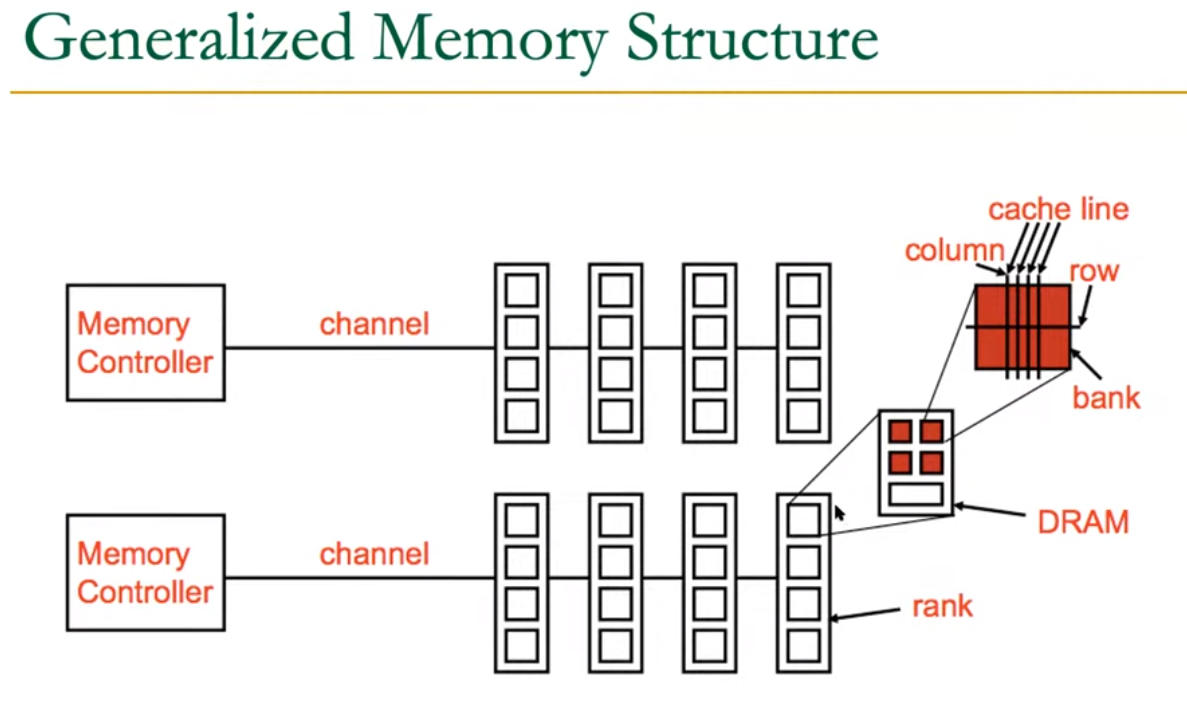 Generalized Memory Structure
cache line
column
row
Memory
Controller
channel
bank
DRAM
Memory
Controller
channel
rank